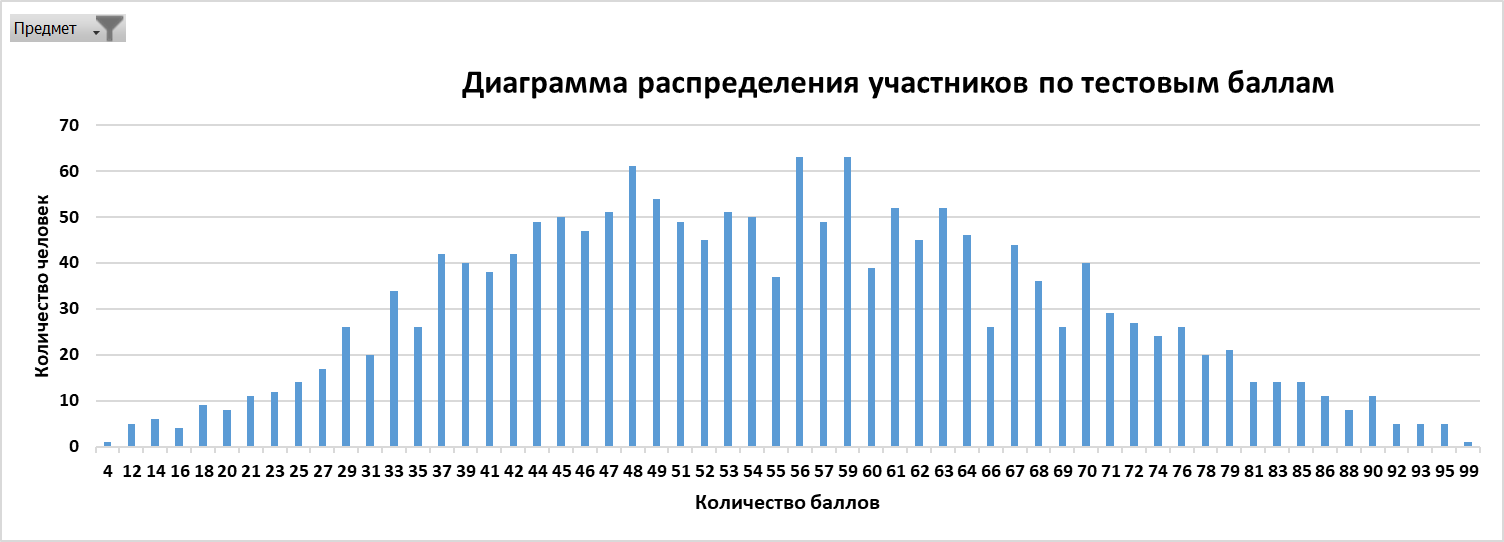 Предмет
Диаграмма распределения участников по тестовым баллам
Количество человек
70
60
50
40
30
20
10
0
4 12 14 16 18 20 21 23 25 27 29 31 33 35 37 39 41 42 44 45 46 47 48 49 51 52 53 54 55 56 57 59 60 61 62 63 64 66 67 68 69 70 71 72 74 76 78 79 81 83 85 86 88 90 92 93 95 99
Количество баллов